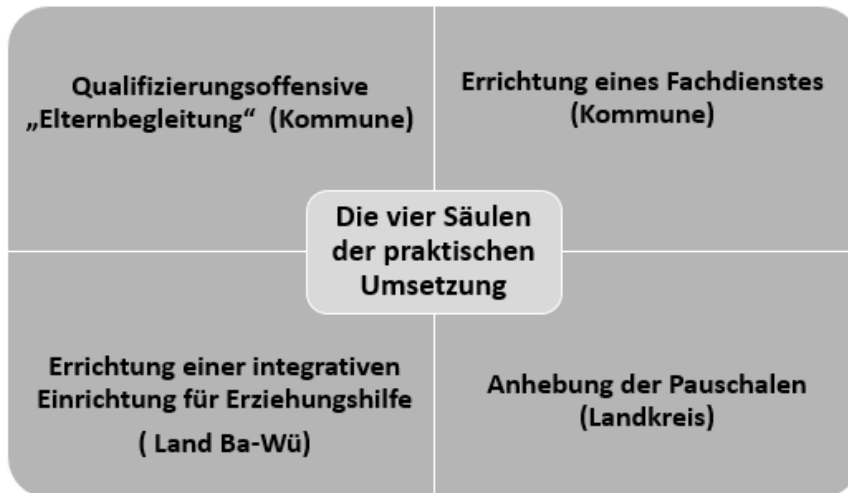 Qualifizierungsoffensive
„Elternbegleitung“ (Kommune)
Errichtung eines Fachdienstes
(Kommune)
Die vier Säulen
der praktischen
Umsetzung
Errichtung einer integrativen
Einrichtung für Erziehungshilfe
( Land Ba-Wü)
Anhebung der Pauschalen
(Landkreis)